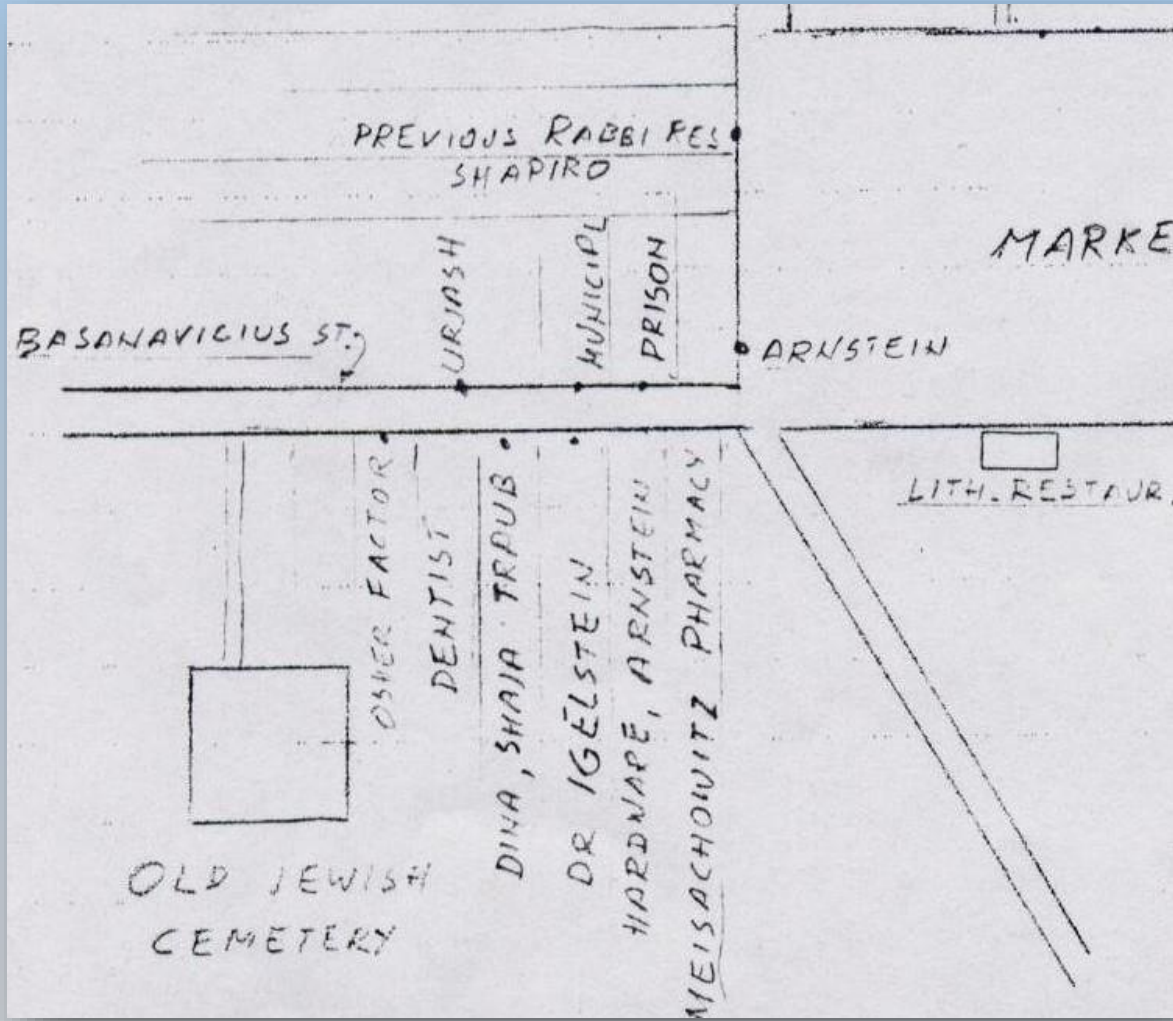 PREVIOUS RABBI RES
SHAPIRO
MARKE
URIASH
MUNICIPL
PRISON
BASANAVICIUS ST.
ARNSTEIN
LITH. RESTAUR
OSHER FACTOR
DENTIST
DINA, SHAJA TRAUB
DR IGELSTEIN
HARDWARE, ARNSTEIN
MEISACHOWITZ PHARMACY
OLD JEWISH
CEMETERY